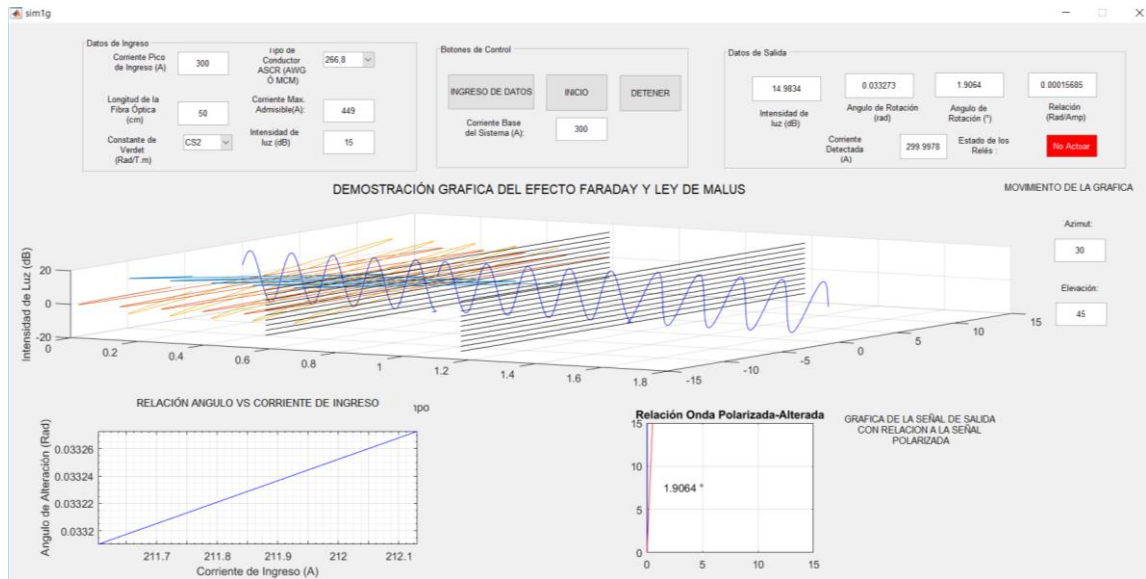 sim1g
Datos de Ingreso
Corriente Pico
de Ingreso (A)
300
Tipo de
Conductor
ASCR (AWG
Ó MCM)
266,8
Longitud de la
Fibra Óptica
(cm)
50
Corriente Max.
Admisible(A):
449
Constante de
Verdet
(Rad/T.m)
CS2
Intensidad de
luz (dB)
15
Botones de Control
INGRESO DE DATOS
INICIO
DETENER
Corriente Base
del Sistema (A):
300
Datos de Salida
14.9834
0.033273
1.9064
0.00015685
Intensidad de
luz (dB)
Angulo de Rotación
(rad)
Angulo de
Rotación (°)
Relación
(Rad/Amp)
Corriente
Detectada
(A)
299.9978
Estado de los
Relés :
No Actuar
DEMOSTRACIÓN GRAFICA DEL EFECTO FARADAY Y LEY DE MALUS
MOVIMIENTO DE LA GRAFICA
Azimut:
30
Elevación:
45
Intensidad de Luz (dB)
20
0
-20
0
0.2
0.4
0.6
0.8
1
1.2
1.4
1.6
1.8
-15
-10
-5
0
5
10
15
RELACIÓN ANGULO VS CORRIENTE DE INGRESO
mpo
Angulo de Alteración (Rad)
0.03326
0.03324
0.03322
0.0332
211.7
211.8
211.9
212
212.1
Corriente de Ingreso (A)
Relación Onda Polarizada-Alterada
15
10
5
0
1.9064 °
0
5
10
15
GRAFICA DE LA SEÑAL DE SALIDA
CON RELACION A LA SEÑAL
POLARIZADA